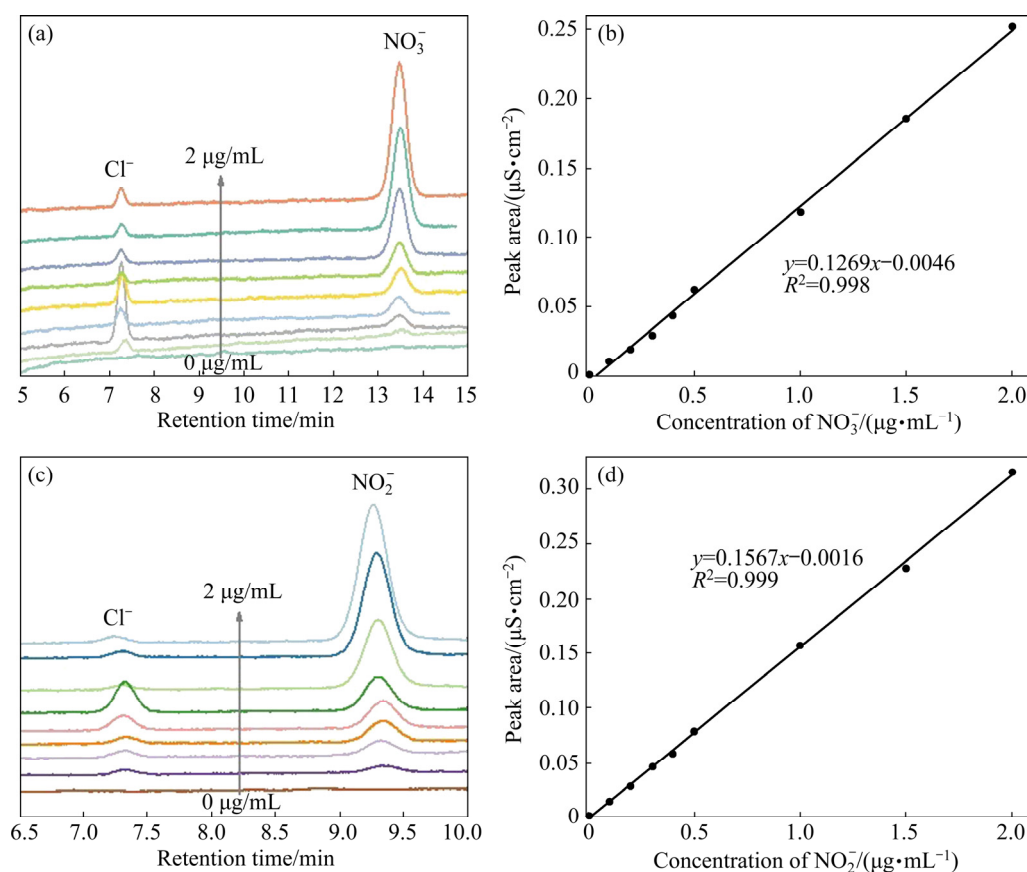 (a)
NO₃⁻
Cl⁻
2 μg/mL
0 μg/mL
5 6 7 8 9 10 11 12 13 14 15
Retention time/min
(b)
Peak area/(μS•cm⁻²)
0.25
0.20
0.15
0.10
0.05
0
y=0.1269x−0.0046
R²=0.998
0.5 1.0 1.5 2.0
Concentration of NO₃⁻/(μg•mL⁻¹)
(c)
NO₂⁻
Cl⁻
2 μg/mL
0 μg/mL
6.5 7.0 7.5 8.0 8.5 9.0 9.5 10.0
Retention time/min
(d)
Peak area/(μS•cm⁻²)
0.30
0.25
0.20
0.15
0.10
0.05
0
y=0.1567x−0.0016
R²=0.999
0 0.5 1.0 1.5 2.0
Concentration of NO₂⁻/(μg•mL⁻¹)